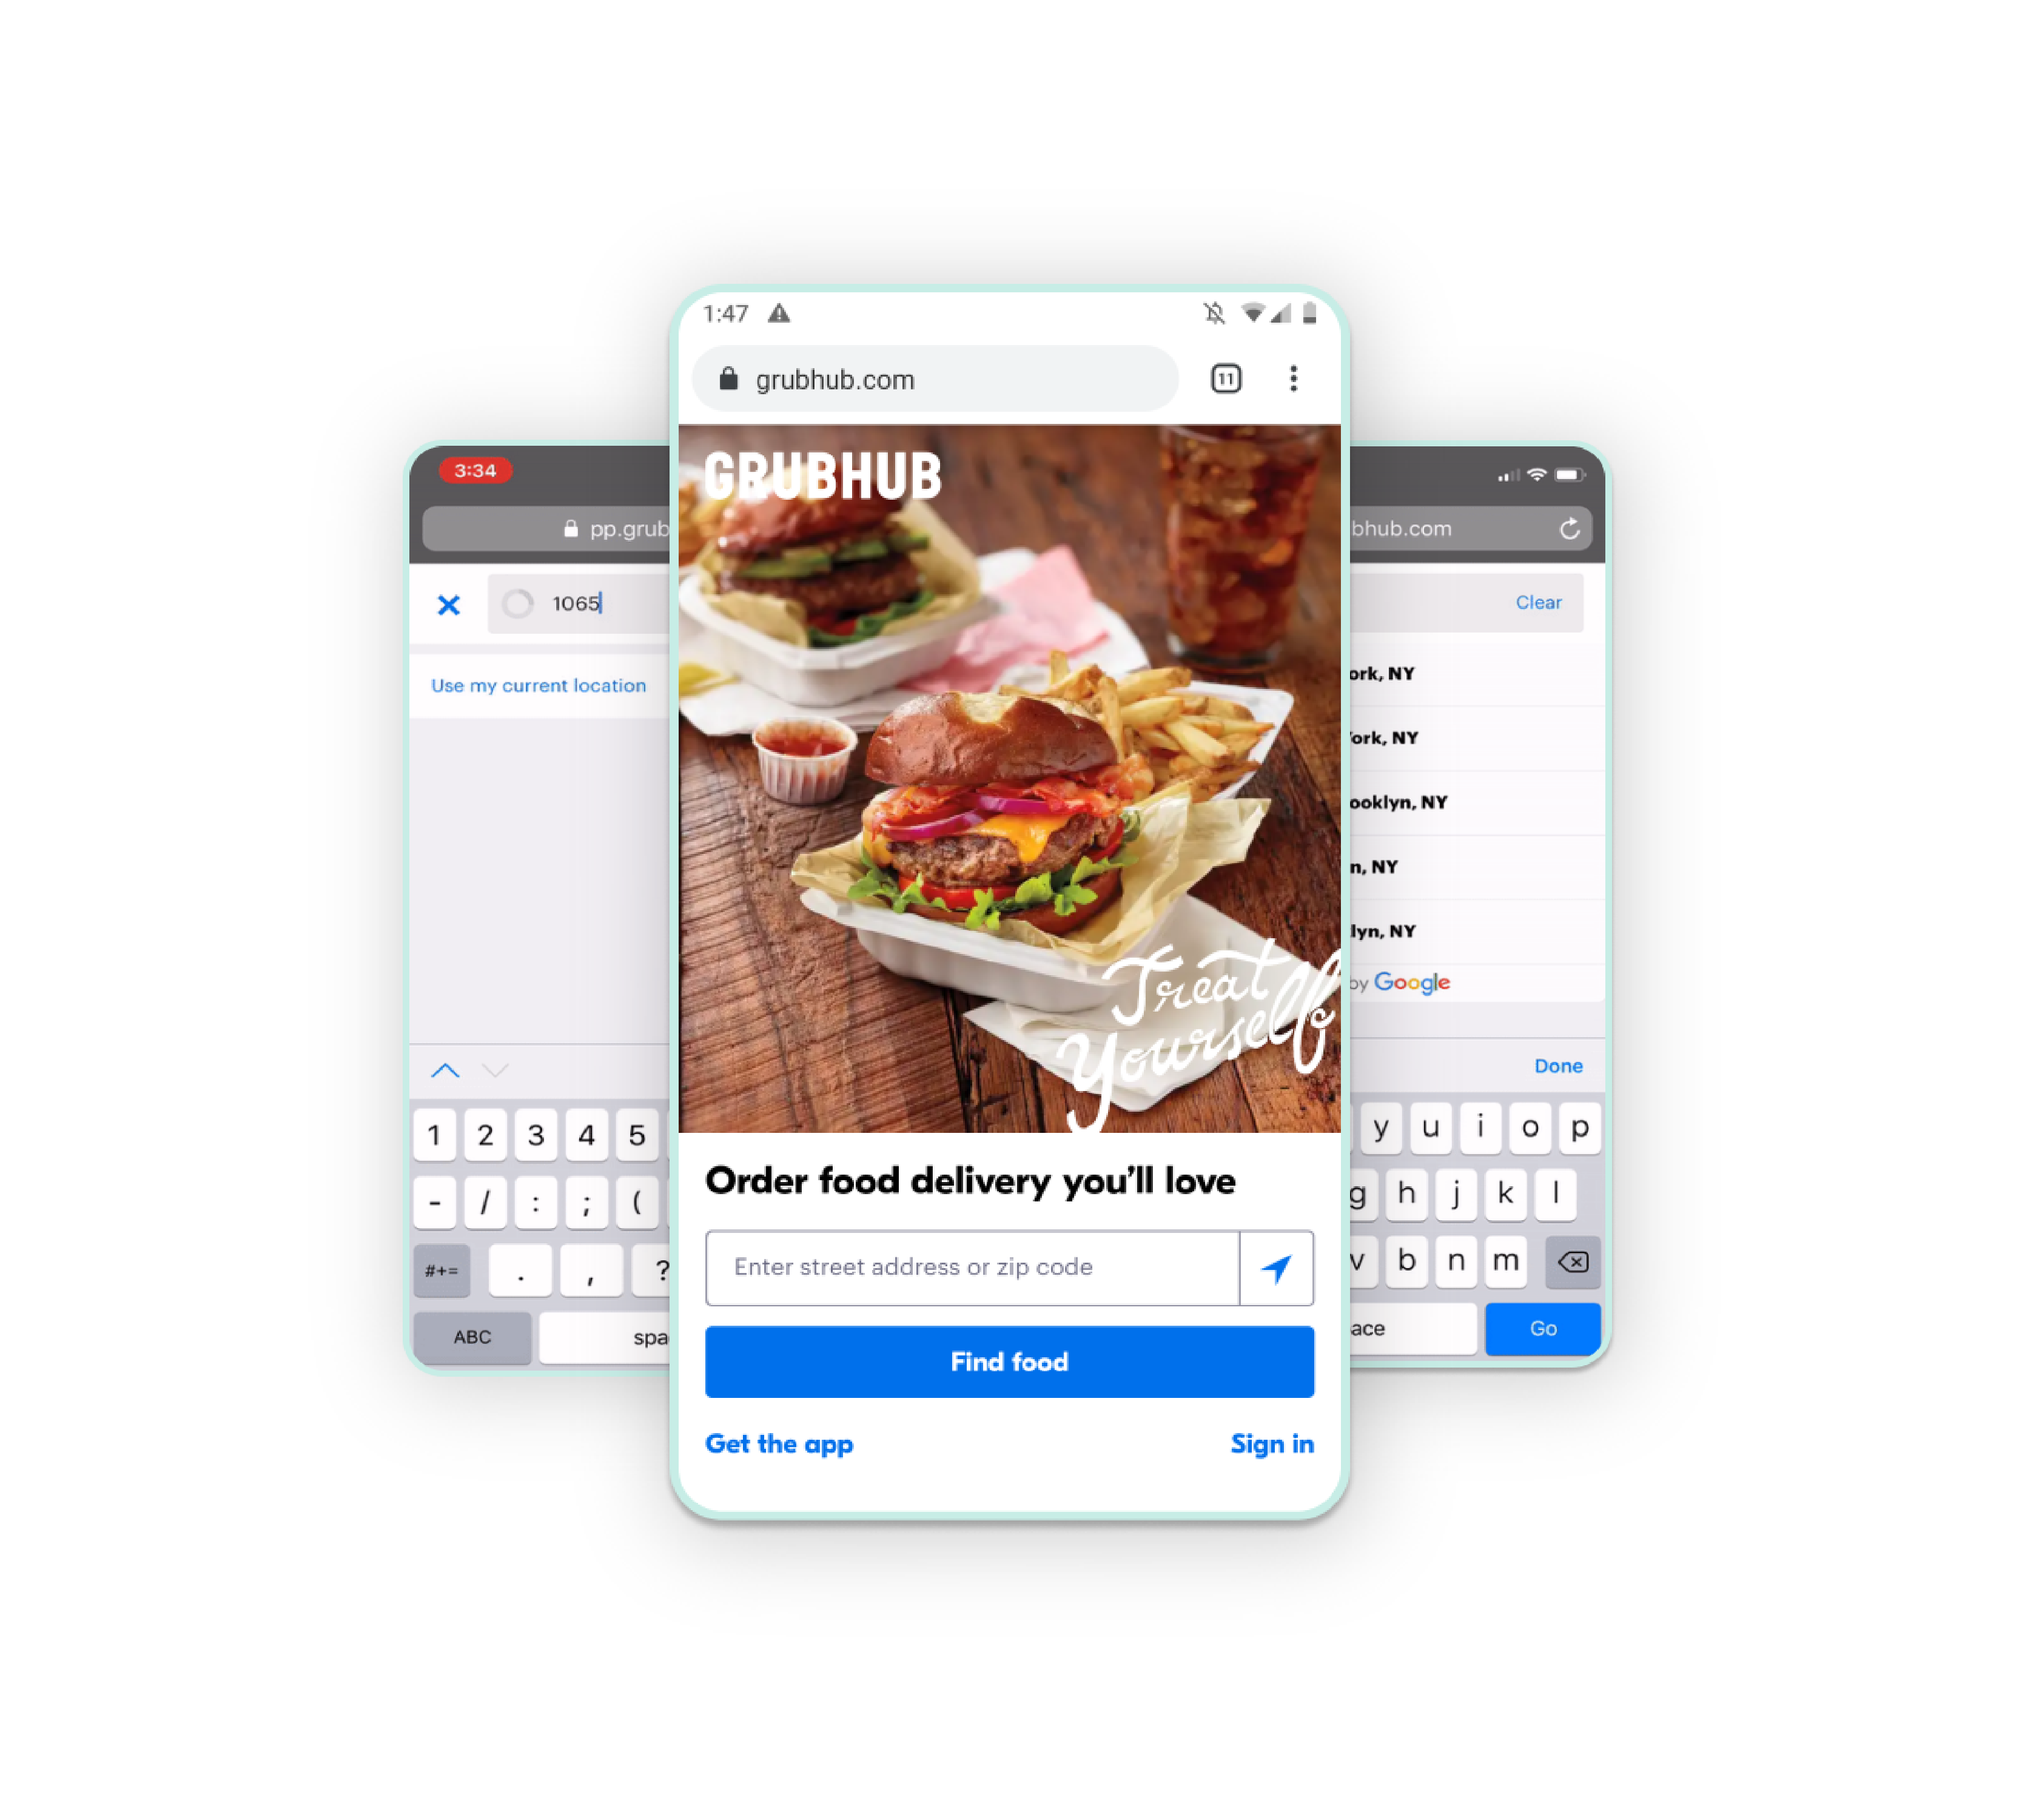 1:47
11
grubhub.com
GRUBHUB
Treat
Yourself
Order food delivery you'll love
Enter street address or zip code
Find food
Get the app
Sign in
3:34
pp.grub
1065
Use my current location
1 2 3 4 5
- / : ; (
#+= . , ?
ABC spa
bhub.com
Clear
ork, NY
York, NY
ooklyn, NY
n, NY
lyn, NY
by Google
Done
y u i o p
g h j k l
v b n m
ace Go